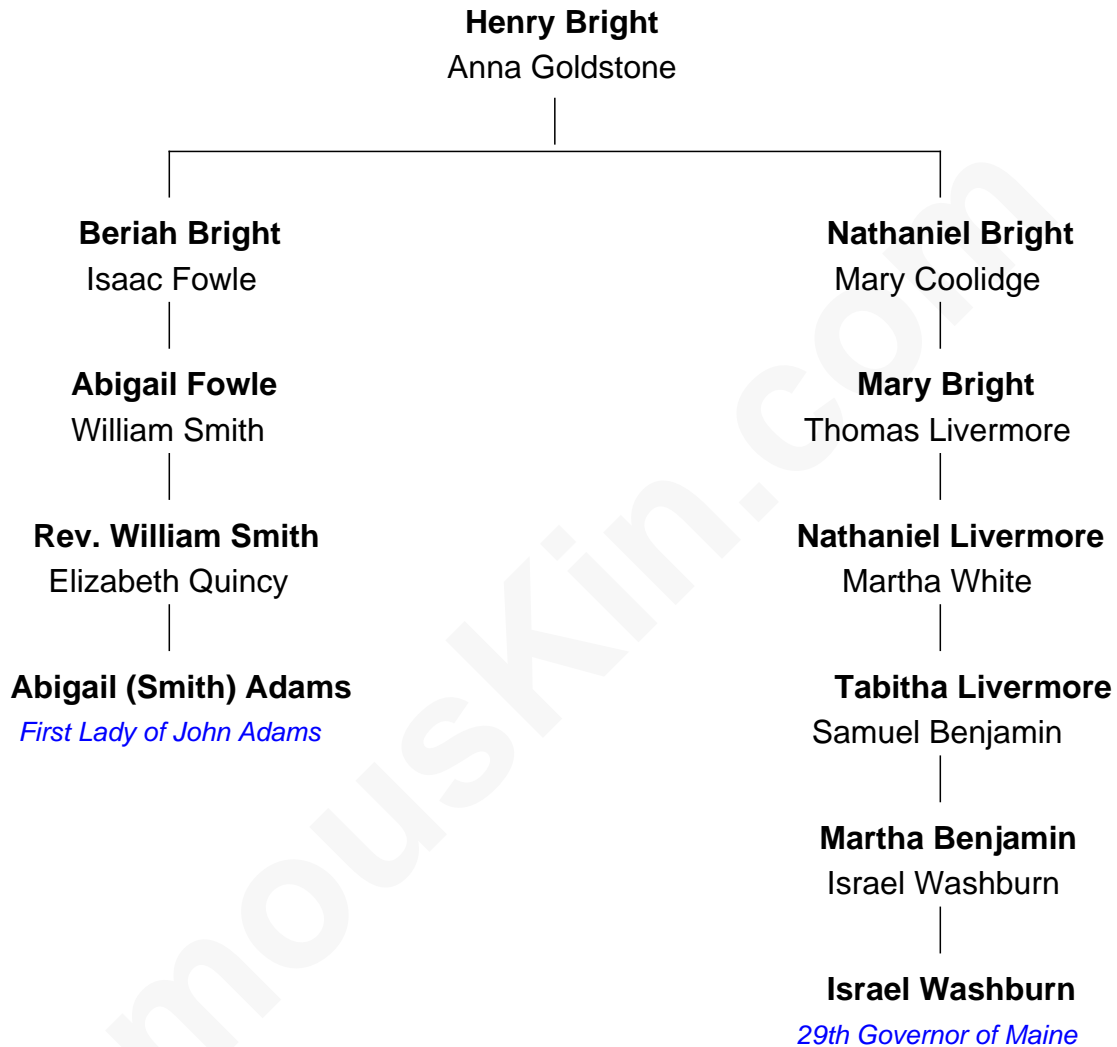 Henry Bright
Anna Goldstone
Beriah Bright
Isaac Fowle
Nathaniel Bright
Mary Coolidge
Abigail Fowle
William Smith
Mary Bright
Thomas Livermore
Rev. William Smith
Elizabeth Quincy
Nathaniel Livermore
Martha White
Abigail (Smith) Adams
First Lady of John Adams
Tabitha Livermore
Samuel Benjamin
Martha Benjamin
Israel Washburn
Israel Washburn
29th Governor of Maine
mouskin.com